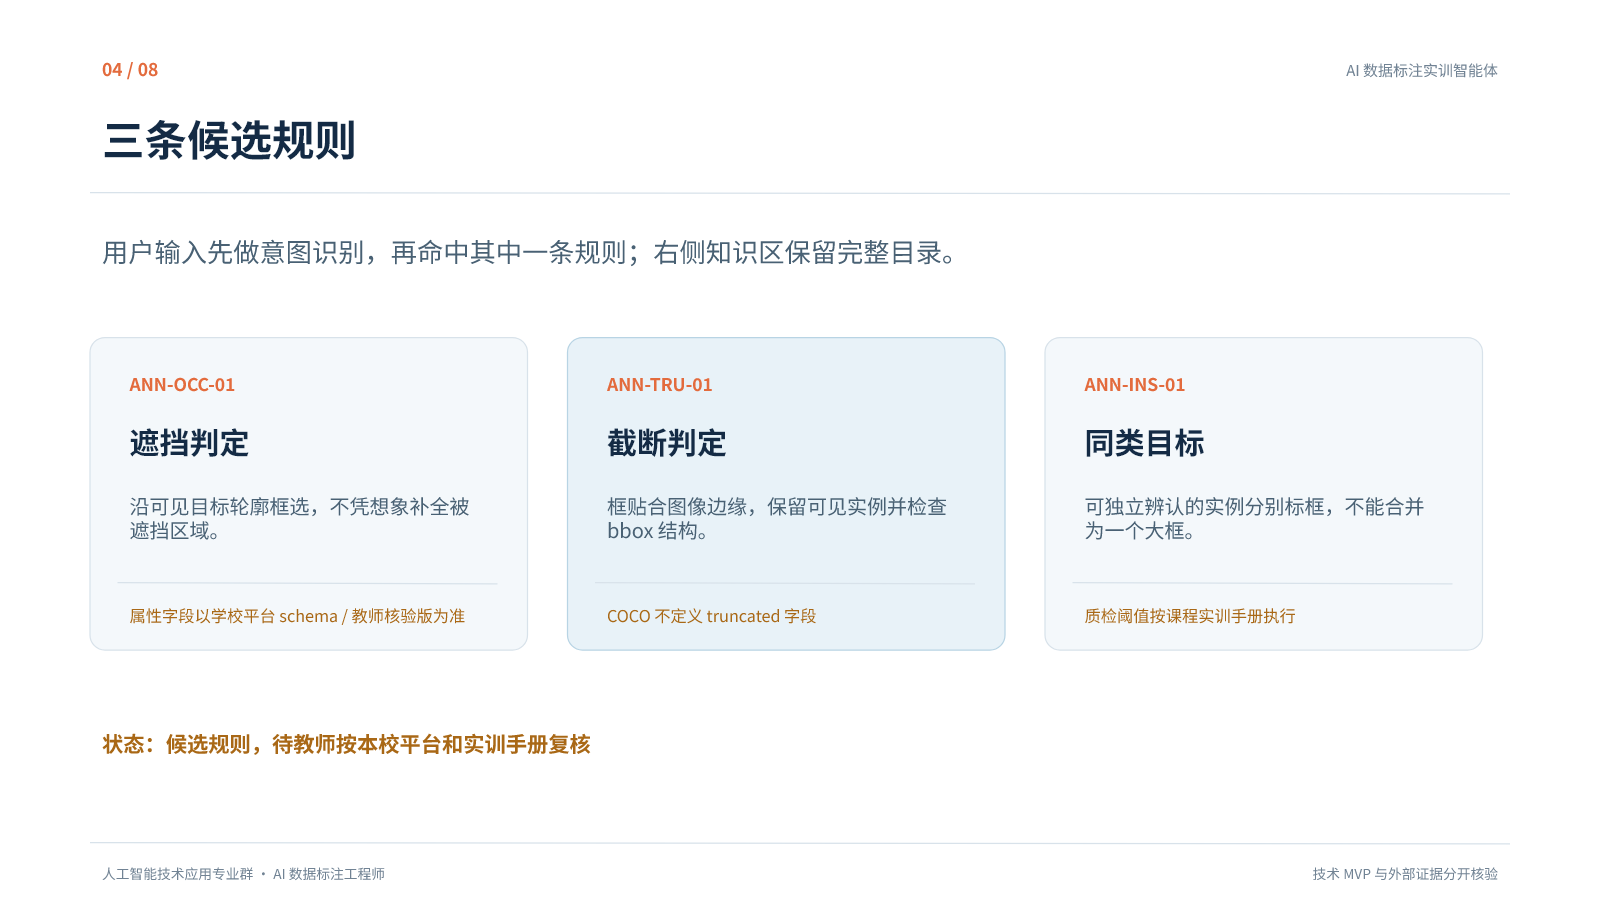 04 / 08
AI 数据标注实训智能体
三条候选规则
用户输入先做意图识别，再命中其中一条规则；右侧知识区保留完整目录。
ANN-OCC-01
遮挡判定
沿可见目标轮廓框选，不凭想象补全被
遮挡区域。
属性字段以学校平台 schema / 教师核验版为准
ANN-TRU-01
截断判定
框贴合图像边缘，保留可见实例并检查
bbox 结构。
COCO 不定义 truncated 字段
ANN-INS-01
同类目标
可独立辨认的实例分别标框，不能合并
为一个大框。
质检阈值按课程实训手册执行
状态：候选规则，待教师按本校平台和实训手册复核
人工智能技术应用专业群 · AI 数据标注工程师
技术 MVP 与外部证据分开核验